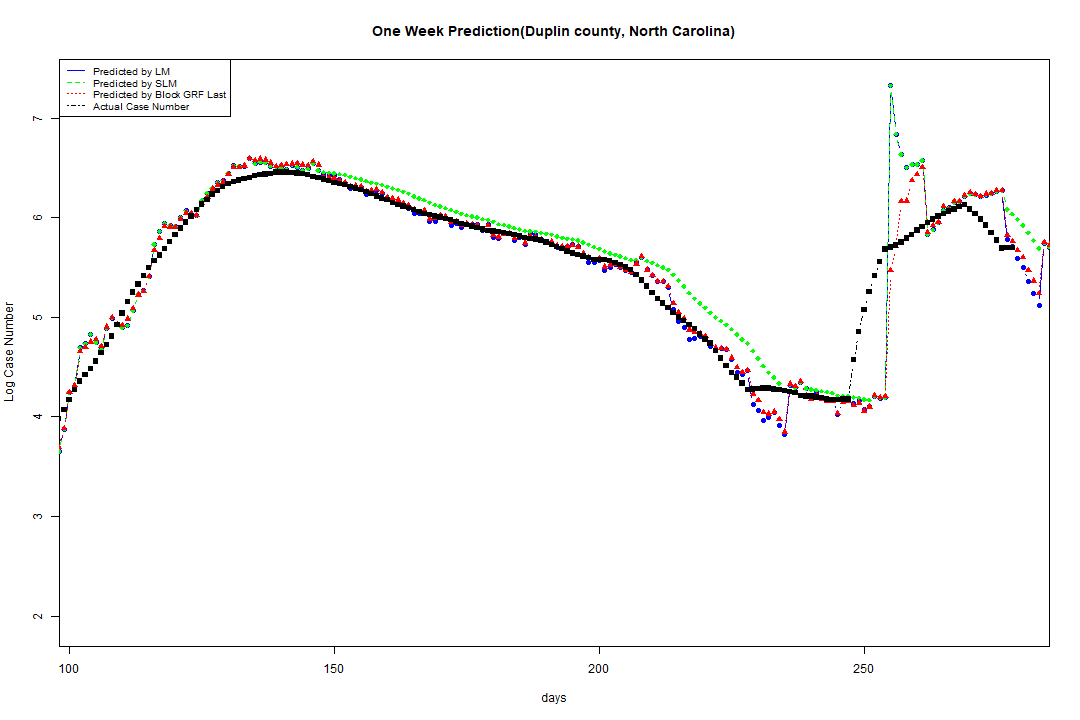 One Week Prediction(Duplin county, North Carolina)
Predicted by LM
Predicted by SLM
Predicted by Block GRF Last
Actual Case Number
Log Case Number
7
6
5
4
3
2
100 150 200 250
days